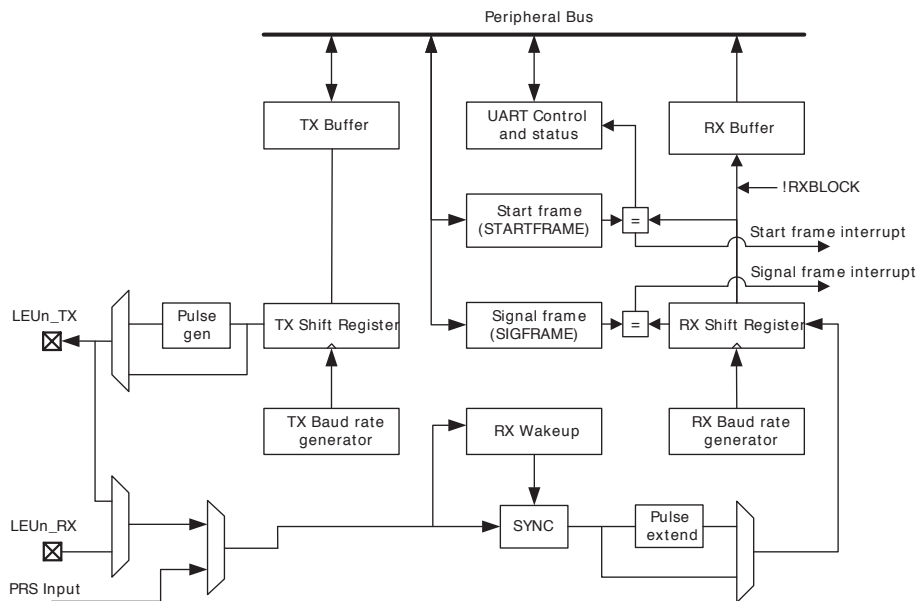 Peripheral Bus
TX Buffer
UART Control
and status
RX Buffer
!RXBLOCK
Start frame
(STARTFRAME)
=
Start frame interrupt
Signal frame interrupt
LEUn_TX
Pulse
gen
TX Shift Register
Signal frame
(SIGFRAME)
=
RX Shift Register
TX Baud rate
generator
RX Wakeup
RX Baud rate
generator
LEUn_RX
SYNC
Pulse
extend
PRS Input